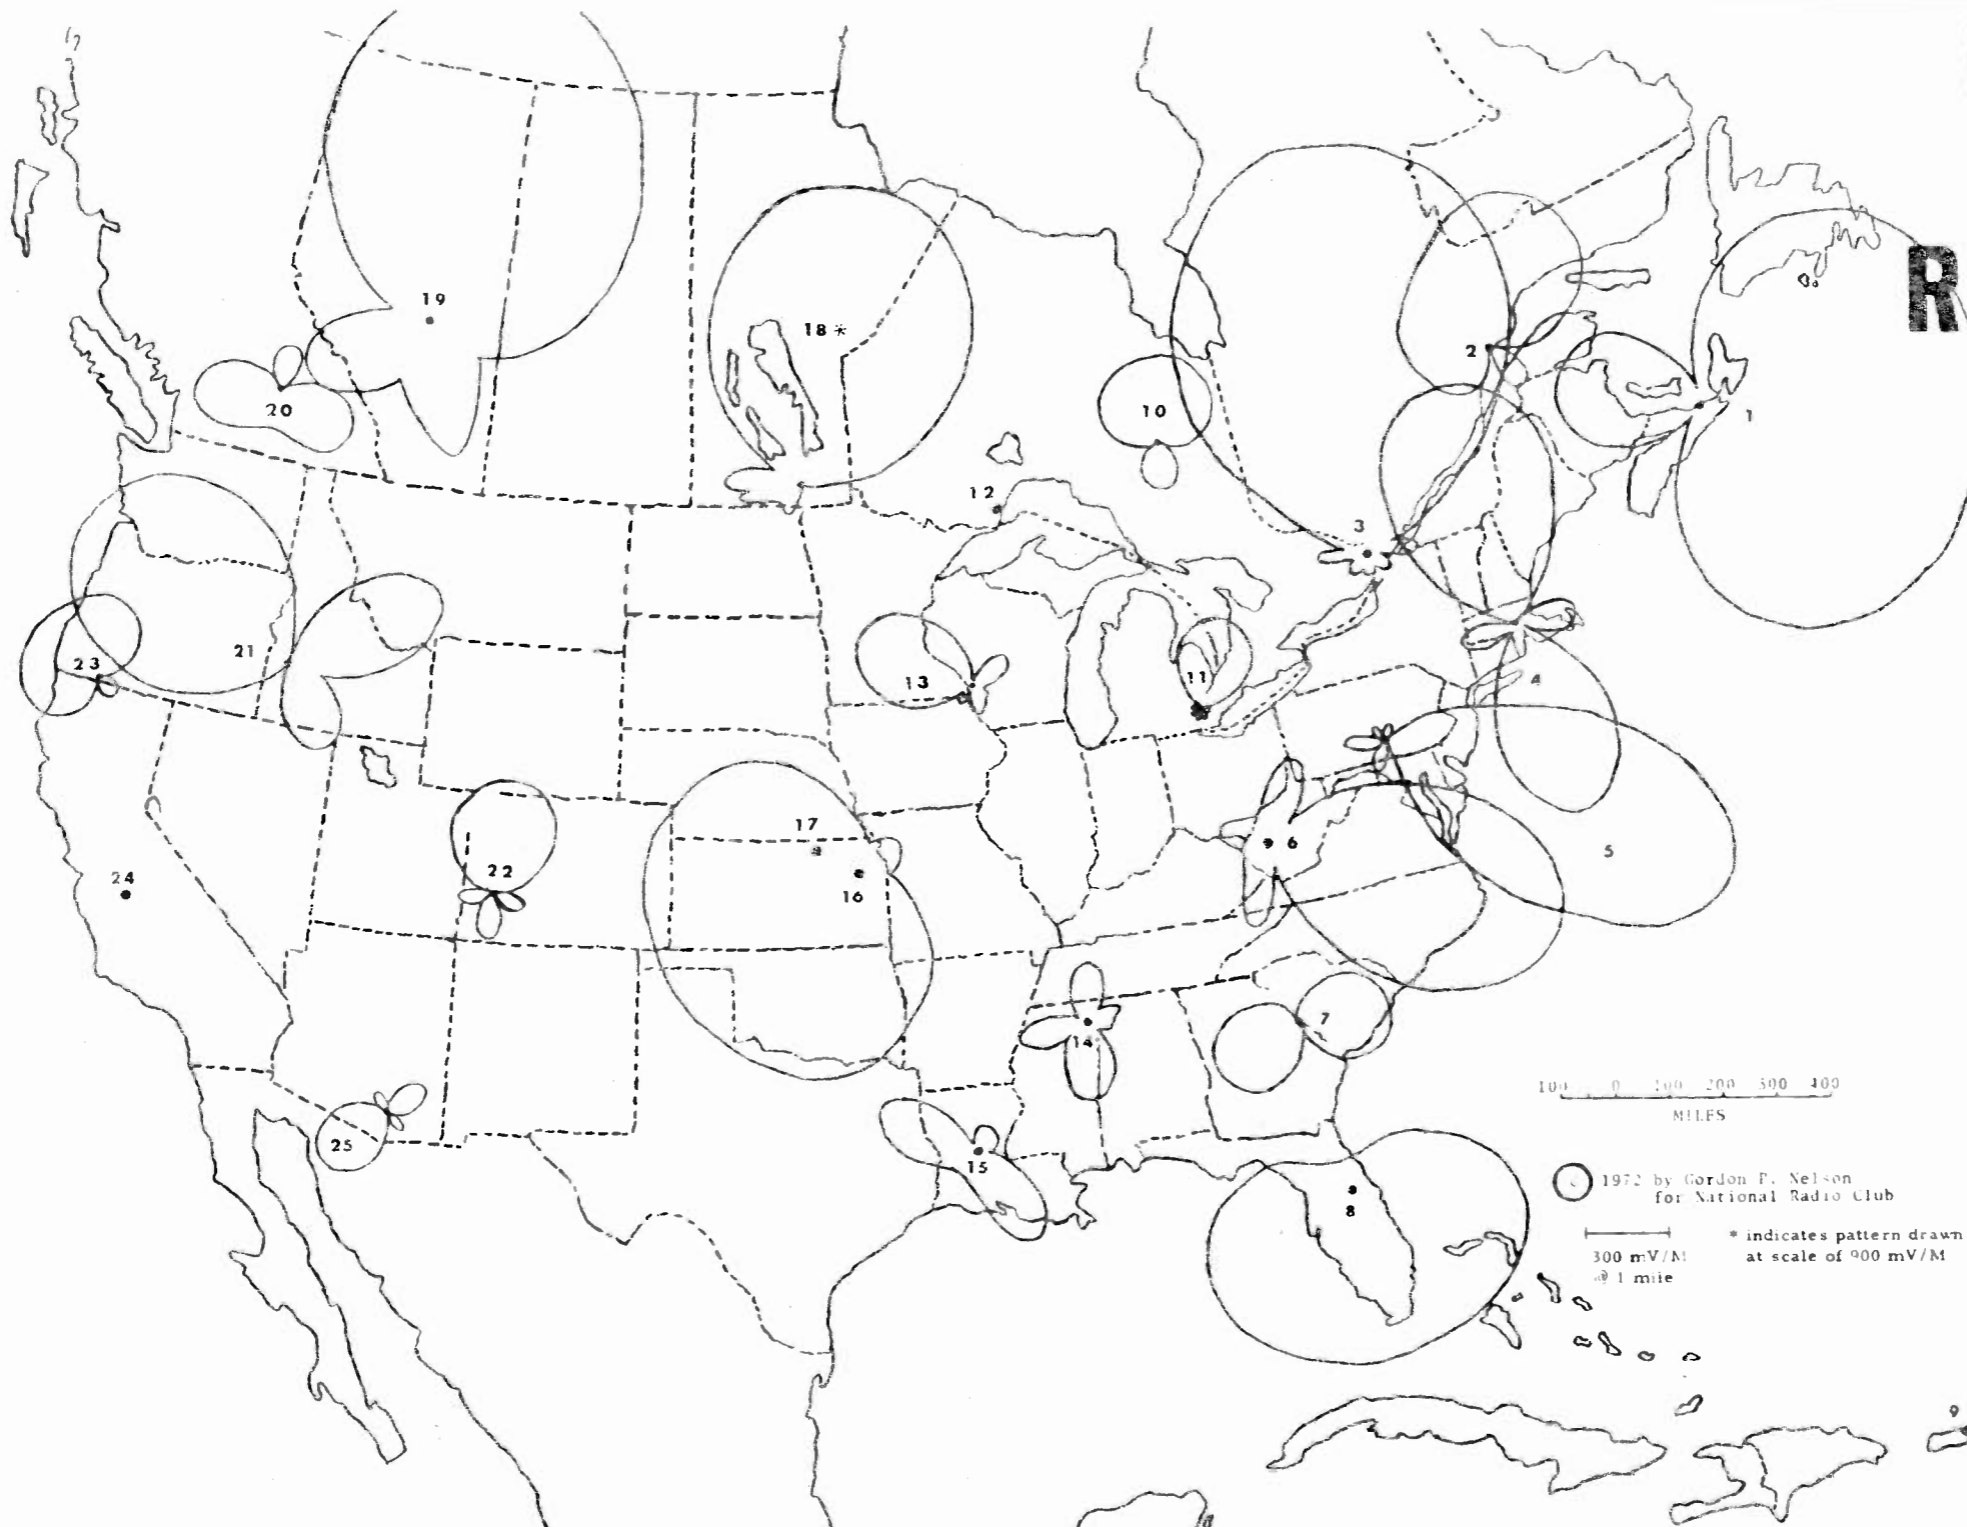 R
19
18 *
20
10
2
1
12
3
21
23
13
11
4
17
24
22
16
9 6
5
14
7
25
15
8
9
100 0 100 200 300 400
MILES
1972 by Gordon P. Nelson
for National Radio Club
300 mV/M
@ 1 mile
* indicates pattern drawn
at scale of 900 mV/M